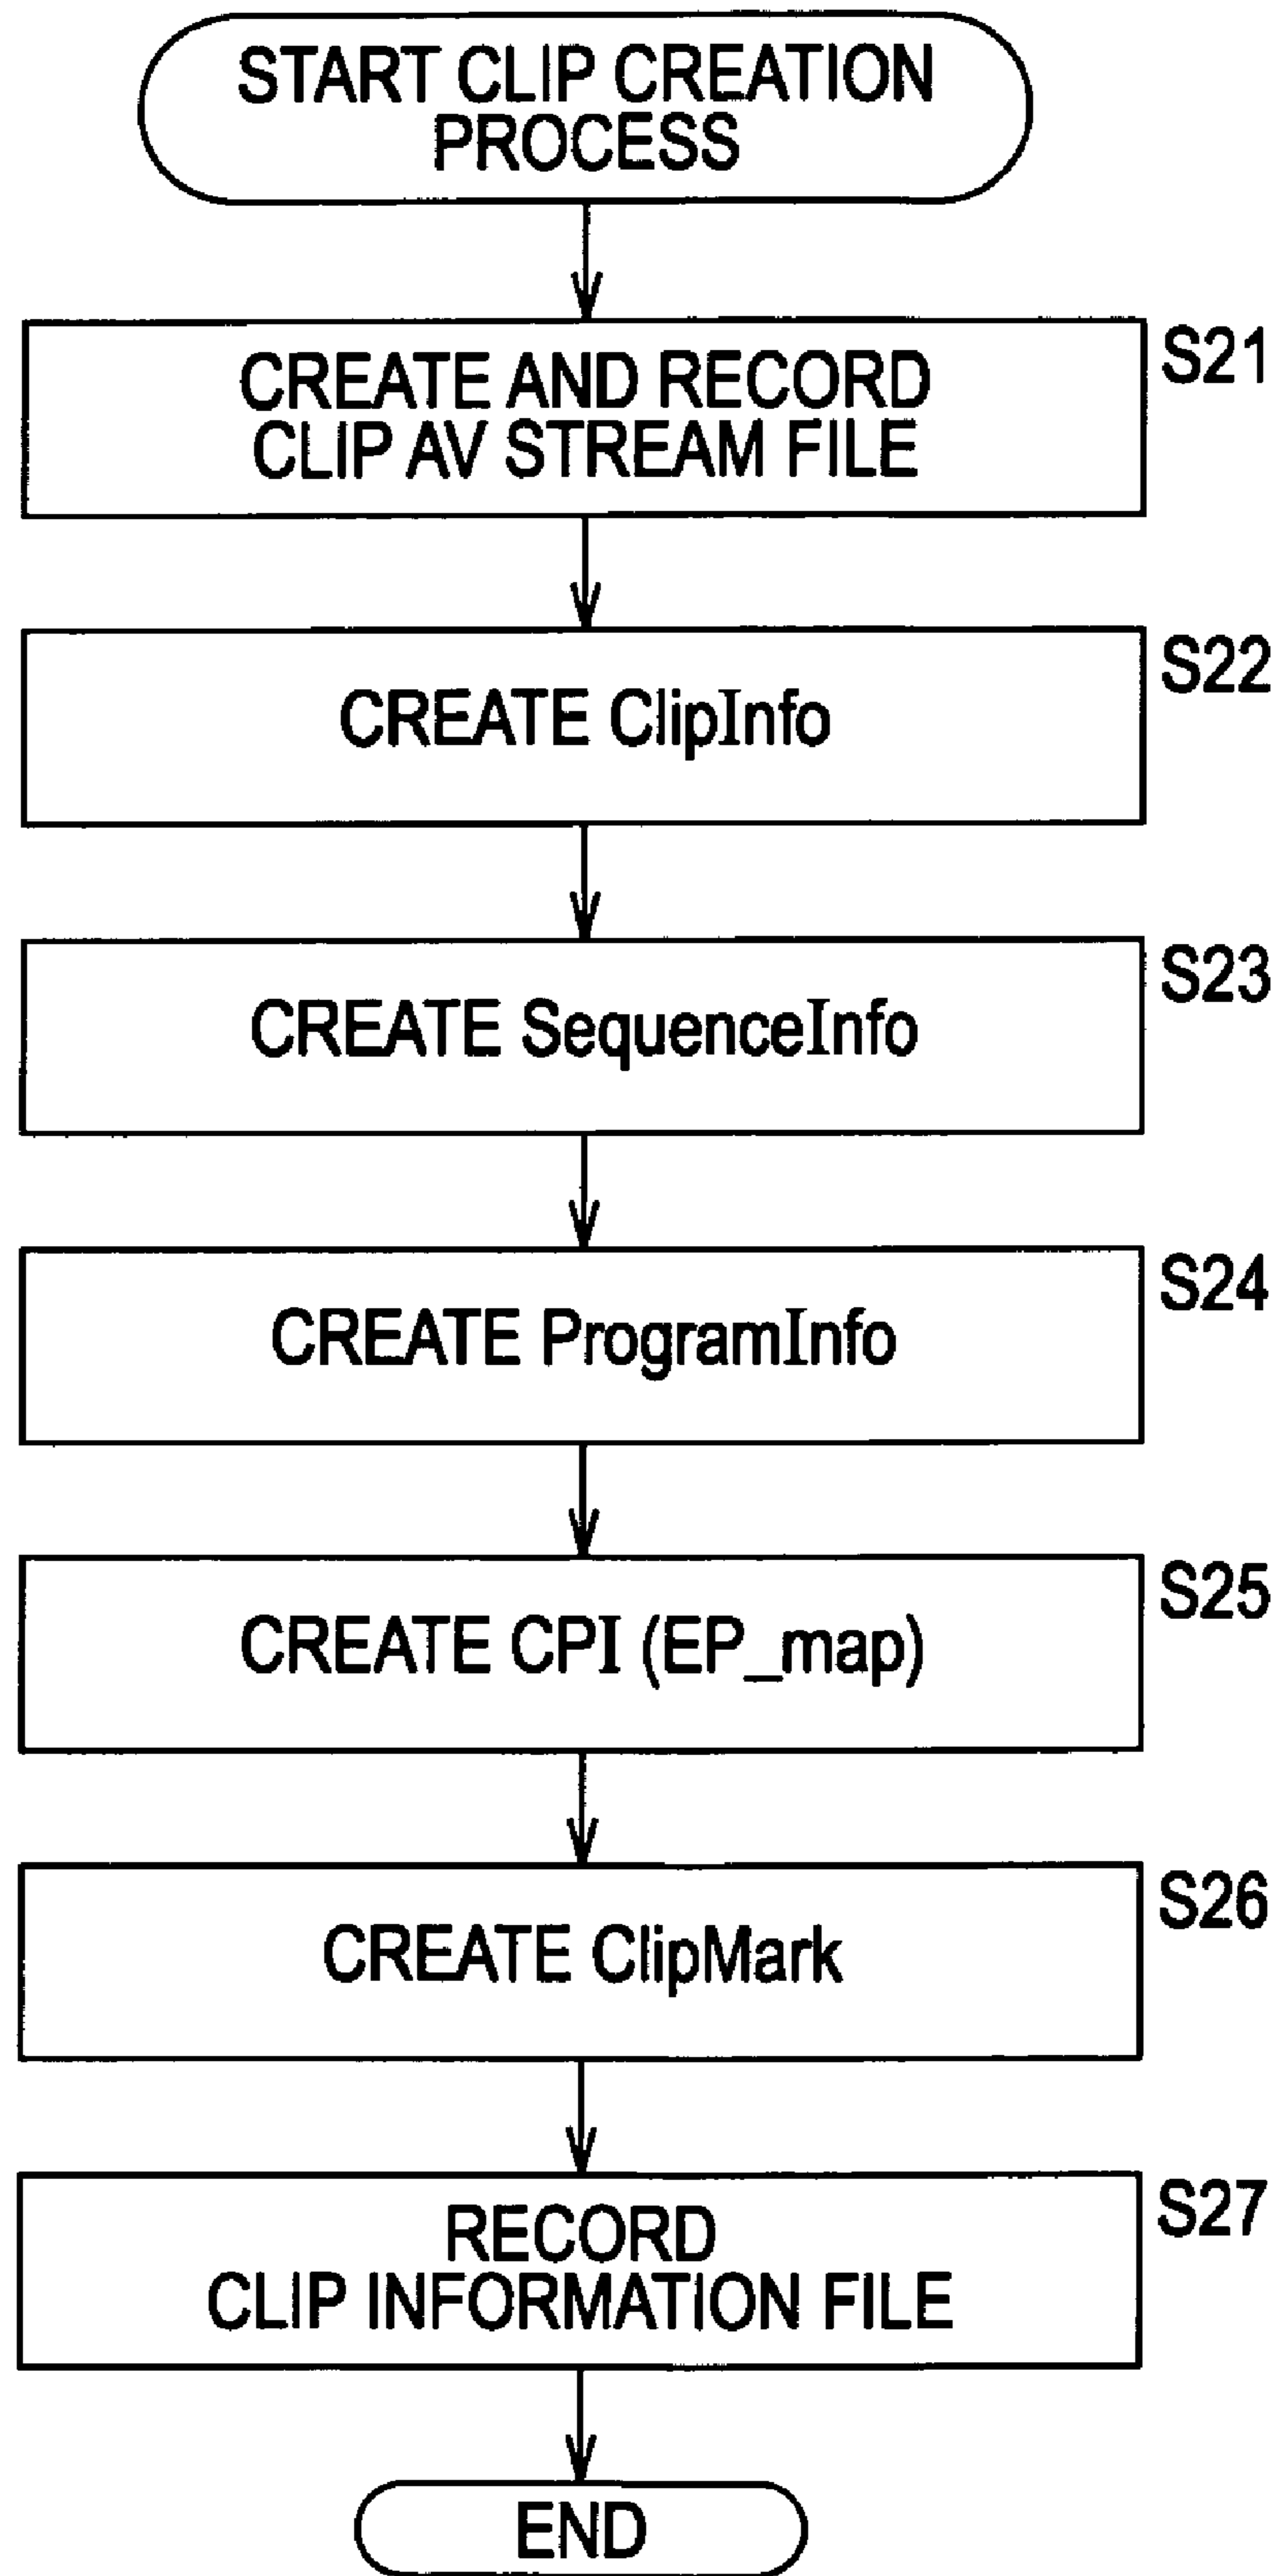 START CLIP CREATION
PROCESS
CREATE AND RECORD
CLIP AV STREAM FILE
S21
CREATE ClipInfo
S22
CREATE SequenceInfo
S23
CREATE ProgramInfo
S24
CREATE CPI (EP_map)
S25
CREATE ClipMark
S26
RECORD
CLIP INFORMATION FILE
S27
END